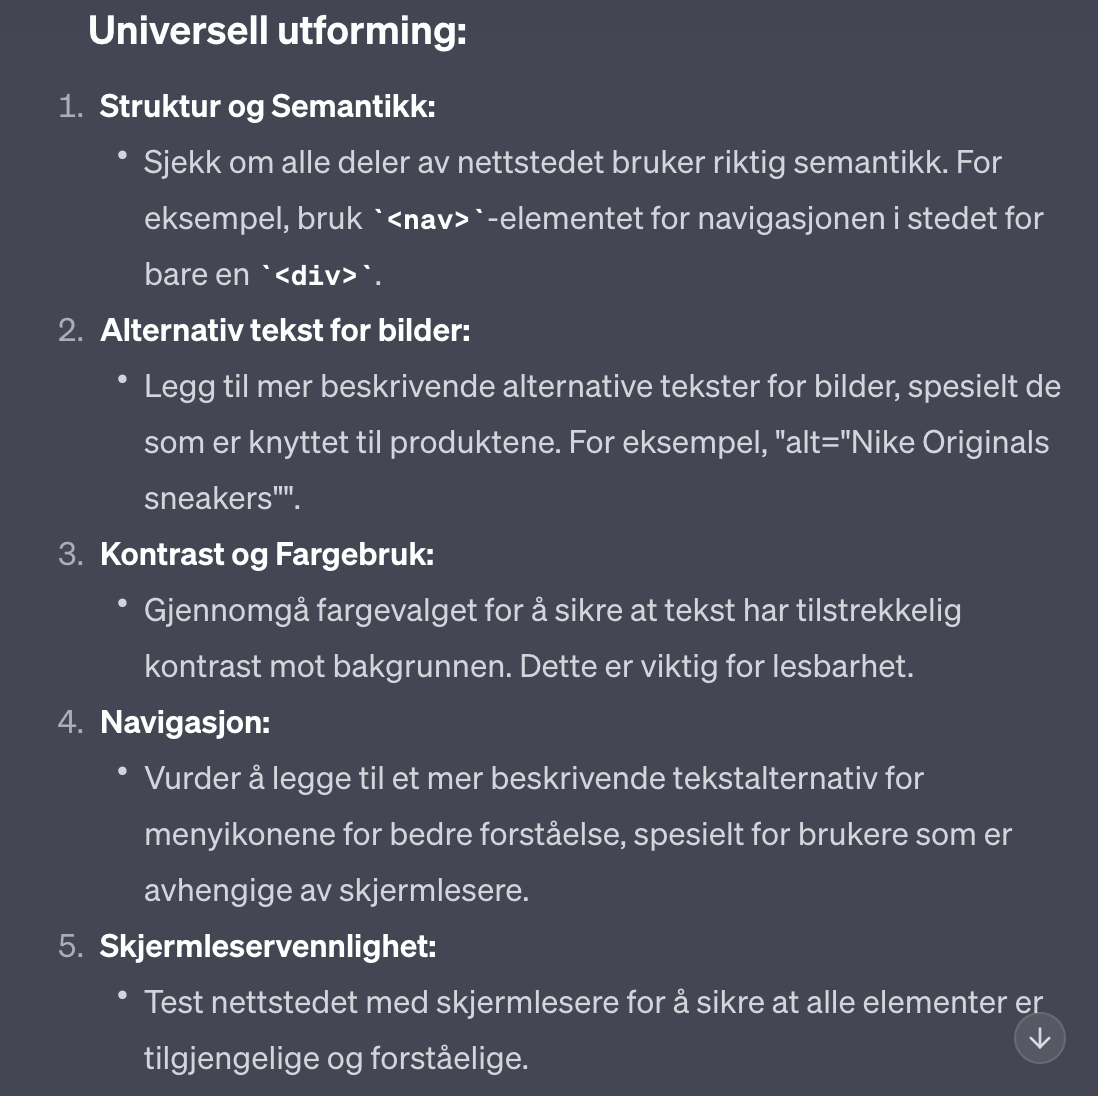 Universell utforming:
1. Struktur og Semantikk:
• Sjekk om alle deler av nettstedet bruker riktig semantikk. For
eksempel, bruk `<nav>`-elementet for navigasjonen i stedet for
bare en `<div>`.
2. Alternativ tekst for bilder:
• Legg til mer beskrivende alternative tekster for bilder, spesielt de
som er knyttet til produktene. For eksempel, "alt="Nike Originals
sneakers"".
3. Kontrast og Fargebruk:
• Gjennomgå fargevalget for å sikre at tekst har tilstrekkelig
kontrast mot bakgrunnen. Dette er viktig for lesbarhet.
4. Navigasjon:
• Vurder å legge til et mer beskrivende tekstalternativ for
menyikonene for bedre forståelse, spesielt for brukere som er
avhengige av skjermlesere.
5. Skjermleservennlighet:
• Test nettstedet med skjermlesere for å sikre at alle elementer er
tilgjengelige og forståelige.